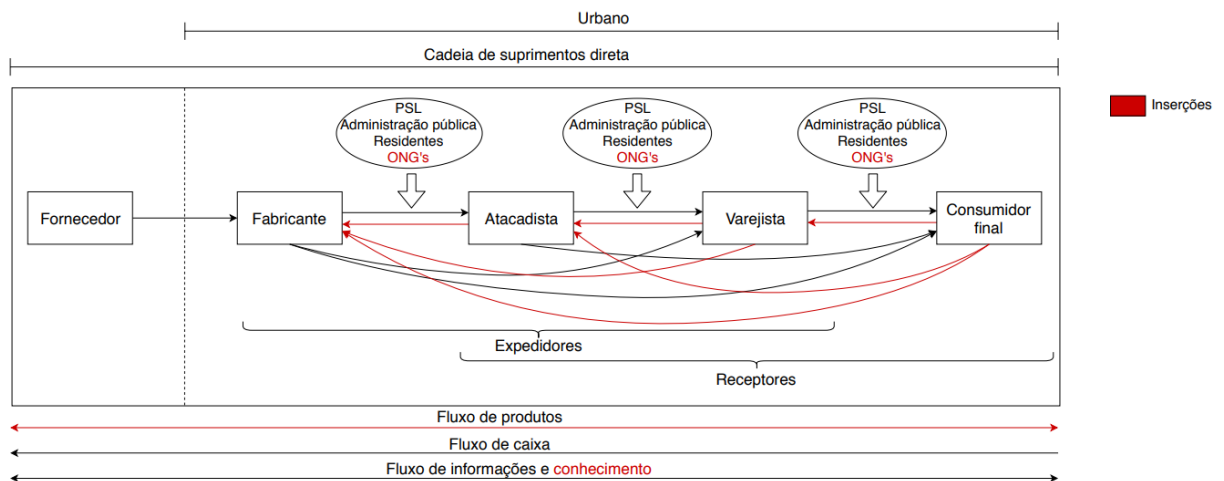 Urbano
Cadeia de suprimentos direta
PSL
Administração pública
Residentes
ONG's
PSL
Administração pública
Residentes
ONG's
PSL
Administração pública
Residentes
ONG's
Inserções
Fornecedor
Fabricante
Atacadista
Varejista
Consumidor
final
Expedidores
Receptores
Fluxo de produtos
Fluxo de caixa
Fluxo de informações e conhecimento